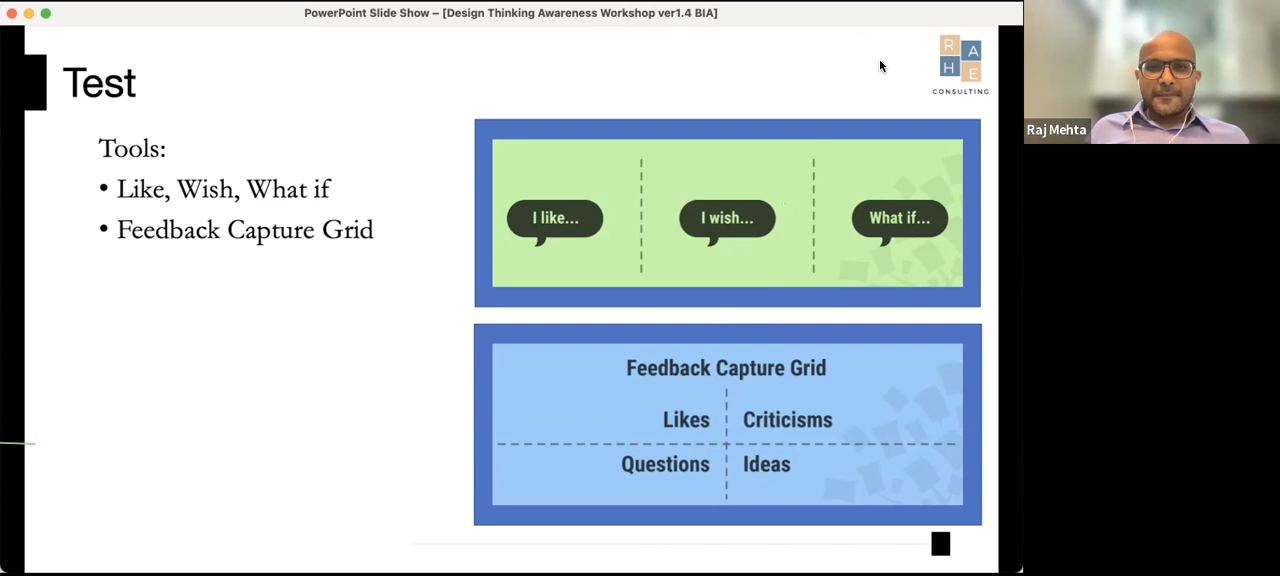 PowerPoint Slide Show – [Design Thinking Awareness Workshop ver1.4 BIA]
Test
R A
H E
CONSULTING
Raj Mehta
Tools:
• Like, Wish, What if
• Feedback Capture Grid
I like... I wish... What if...
Feedback Capture Grid
Likes Criticisms
Questions Ideas